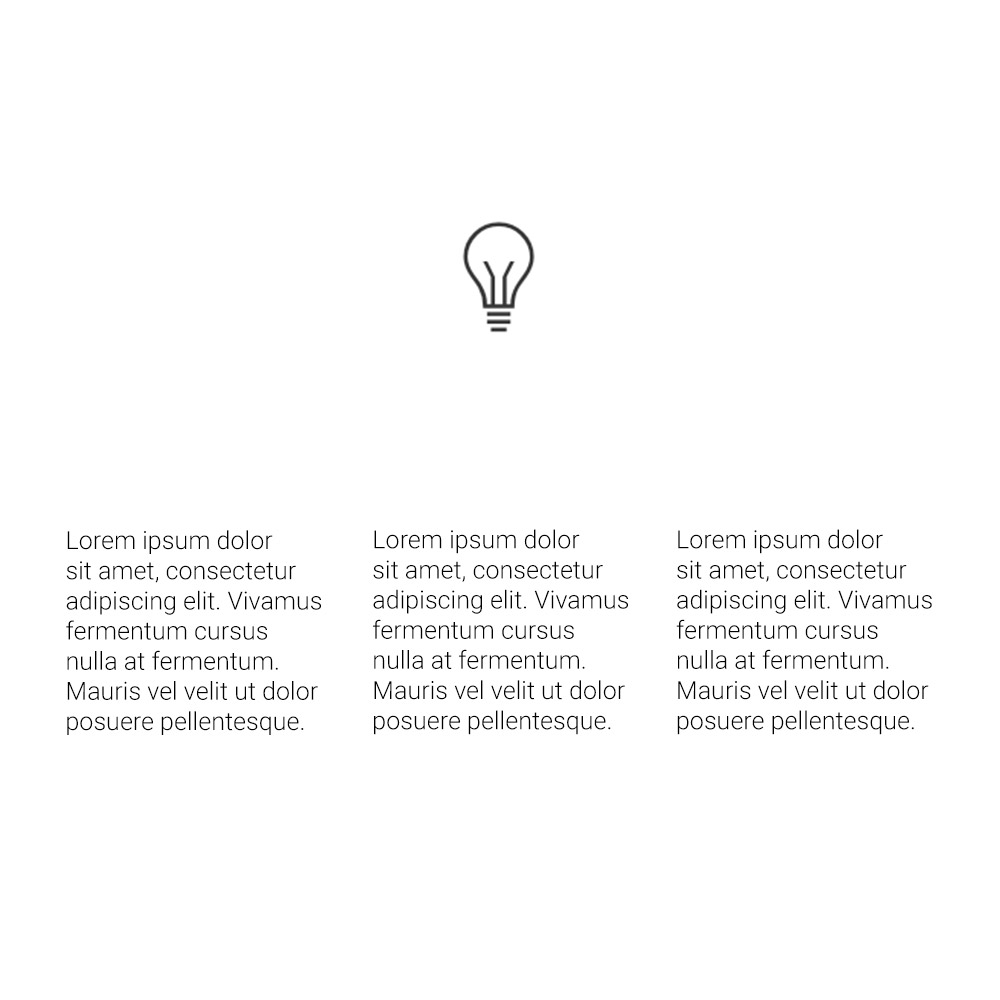 Lorem ipsum dolor
sit amet, consectetur
adipiscing elit. Vivamus
fermentum cursus
nulla at fermentum.
Mauris vel velit ut dolor
posuere pellentesque.
Lorem ipsum dolor
sit amet, consectetur
adipiscing elit. Vivamus
fermentum cursus
nulla at fermentum.
Mauris vel velit ut dolor
posuere pellentesque.
Lorem ipsum dolor
sit amet, consectetur
adipiscing elit. Vivamus
fermentum cursus
nulla at fermentum.
Mauris vel velit ut dolor
posuere pellentesque.